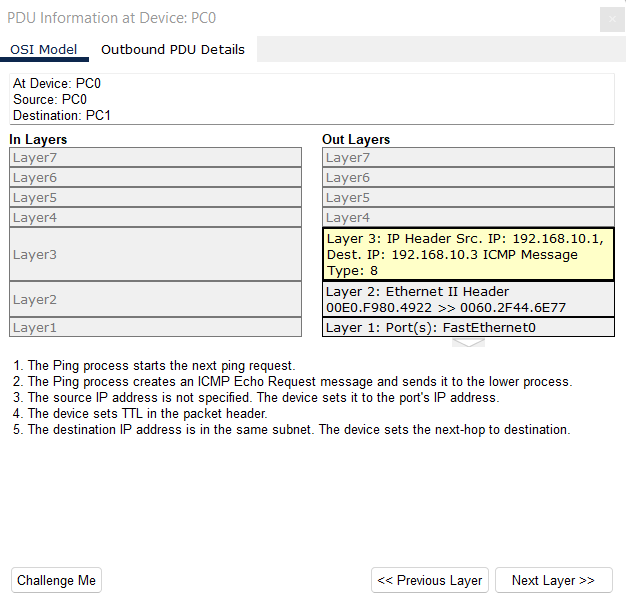 PDU Information at Device: PC0
OSI Model
Outbound PDU Details
At Device: PC0
Source: PC0
Destination: PC1
In Layers
Layer7
Layer6
Layer5
Layer4
Layer3
Layer2
Layer1
Out Layers
Layer7
Layer6
Layer5
Layer4
Layer 3: IP Header Src. IP: 192.168.10.1,
Dest. IP: 192.168.10.3 ICMP Message
Type: 8
Layer 2: Ethernet II Header
00E0.F980.4922 >> 0060.2F44.6E77
Layer 1: Port(s): FastEthernet0
1. The Ping process starts the next ping request.
2. The Ping process creates an ICMP Echo Request message and sends it to the lower process.
3. The source IP address is not specified. The device sets it to the port's IP address.
4. The device sets TTL in the packet header.
5. The destination IP address is in the same subnet. The device sets the next-hop to destination.
Challenge Me
<< Previous Layer
Next Layer >>